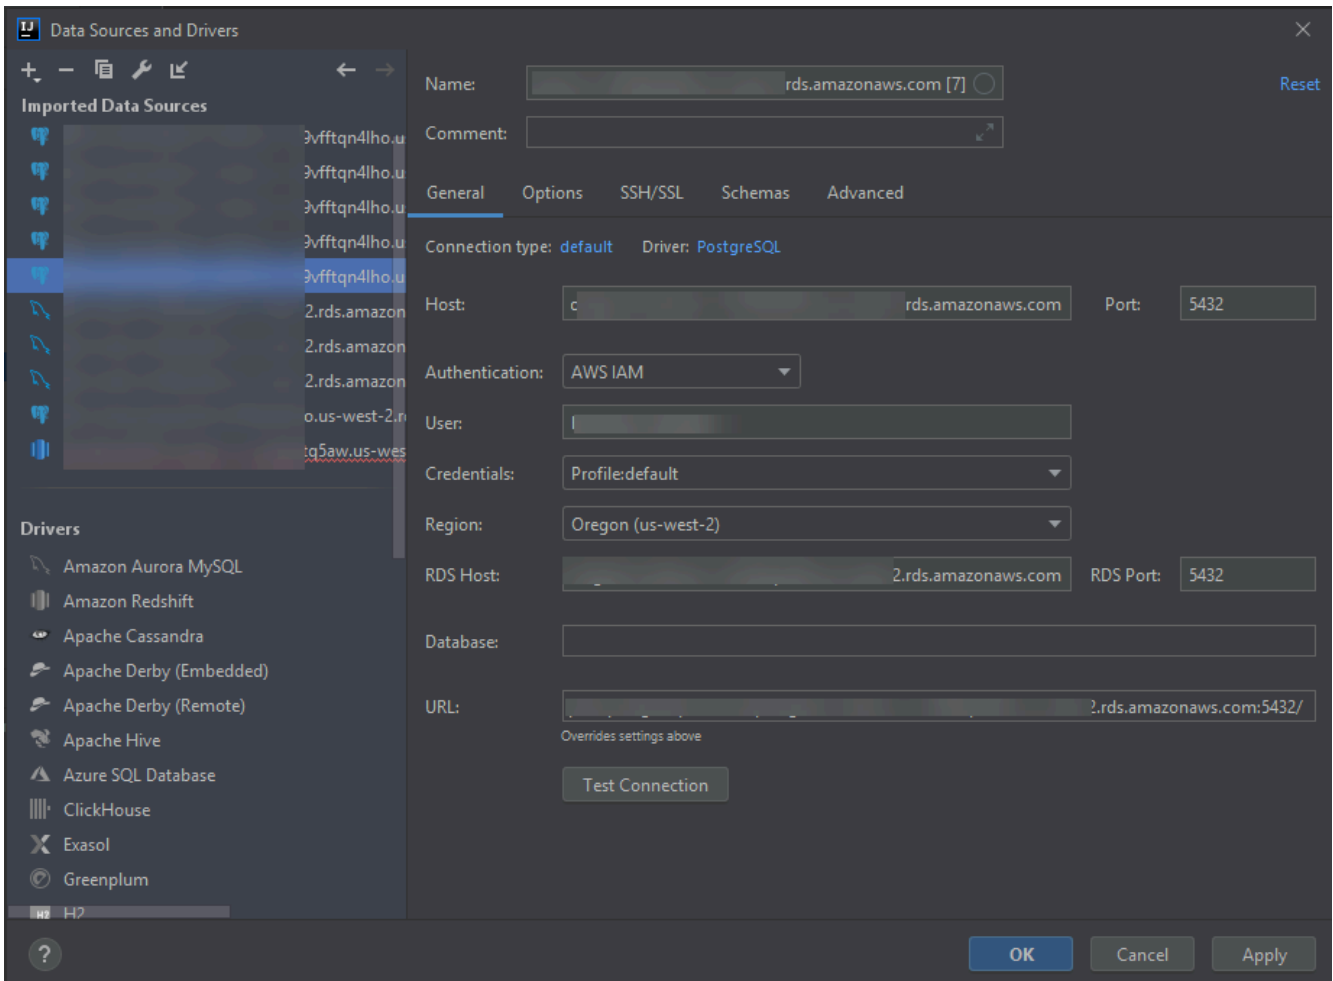 Data Sources and Drivers
Imported Data Sources
9vfftqn4lho.u
9vfftqn4lho.u
9vfftqn4lho.u
9vfftqn4lho.u
9vfftqn4lho.u
2.rds.amazon
2.rds.amazon
2.rds.amazon
o.us-west-2.r
tq5aw.us-wes
Drivers
Amazon Aurora MySQL
Amazon Redshift
Apache Cassandra
Apache Derby (Embedded)
Apache Derby (Remote)
Apache Hive
Azure SQL Database
ClickHouse
Exasol
Greenplum
H2 H2
Name: rds.amazonaws.com [7] Reset
Comment:
General Options SSH/SSL Schemas Advanced
Connection type: default Driver: PostgreSQL
Host: c rds.amazonaws.com Port: 5432
Authentication: AWS IAM
User:
Credentials: Profile:default
Region: Oregon (us-west-2)
RDS Host: 2.rds.amazonaws.com RDS Port: 5432
Database:
URL: 2.rds.amazonaws.com:5432/
Overrides settings above
Test Connection
? OK Cancel Apply